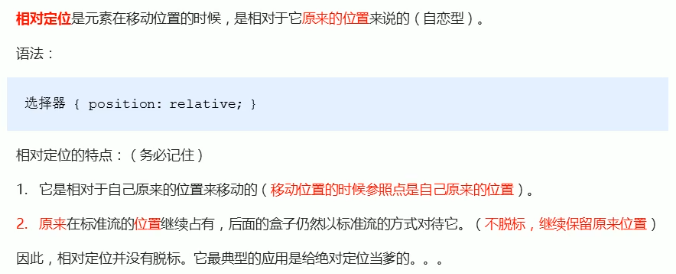 相对定位是元素在移动位置的时候，是相对于它原来的位置来说的（自恋型）。
语法：
选择器 { position: relative; }
相对定位的特点：（务必记住）
1. 它是相对于自己原来的位置来移动的（移动位置的时候参照点是自己原来的位置）。
2. 原来在标准流的位置继续占有，后面的盒子仍然以标准流的方式对待它。（不脱标，继续保留原来位置）
因此，相对定位并没有脱标。它最典型的应用是给绝对定位当爹的。。。